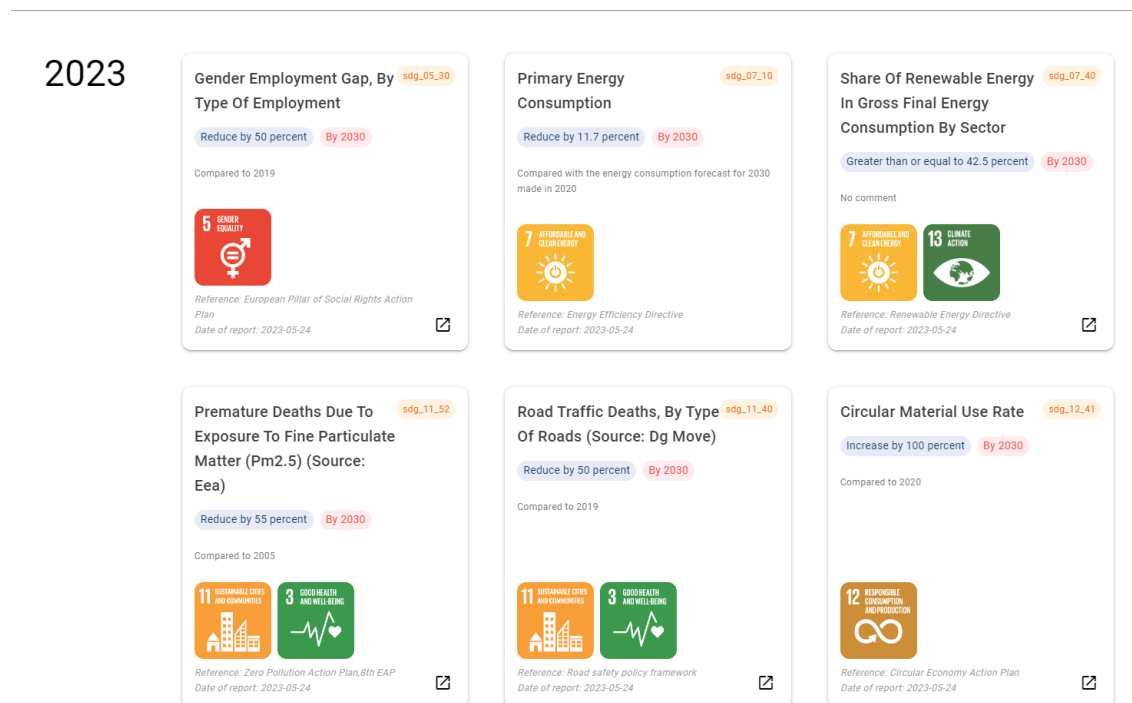 2023
Gender Employment Gap, By
Type Of Employment
sdg_05_30
Reduce by 50 percent By 2030
Compared to 2019
5 GENDER
EQUALITY
Reference: European Pillar of Social Rights Action
Plan
Date of report: 2023-05-24
Primary Energy
Consumption
sdg_07_10
Reduce by 11.7 percent By 2030
Compared with the energy consumption forecast for 2030
made in 2020
7 AFFORDABLE AND
CLEAN ENERGY
Reference: Energy Efficiency Directive
Date of report: 2023-05-24
Share Of Renewable Energy
In Gross Final Energy
Consumption By Sector
sdg_07_40
Greater than or equal to 42.5 percent By 2030
No comment
7 AFFORDABLE AND
CLEAN ENERGY
13 CLIMATE
ACTION
Reference: Renewable Energy Directive
Date of report: 2023-05-24
Premature Deaths Due To
Exposure To Fine Particulate
Matter (Pm2.5) (Source:
Eea)
sdg_11_52
Reduce by 55 percent By 2030
Compared to 2005
11 SUSTAINABLE CITIES
AND COMMUNITIES
3 GOOD HEALTH
AND WELL-BEING
Reference: Zero Pollution Action Plan,8th EAP
Date of report: 2023-05-24
Road Traffic Deaths, By Type
Of Roads (Source: Dg Move)
sdg_11_40
Reduce by 50 percent By 2030
Compared to 2019
11 SUSTAINABLE CITIES
AND COMMUNITIES
3 GOOD HEALTH
AND WELL-BEING
Reference: Road safety policy framework
Date of report: 2023-05-24
Circular Material Use Rate
sdg_12_41
Increase by 100 percent By 2030
Compared to 2020
12 RESPONSIBLE
CONSUMPTION
AND PRODUCTION
Reference: Circular Economy Action Plan
Date of report: 2023-05-24